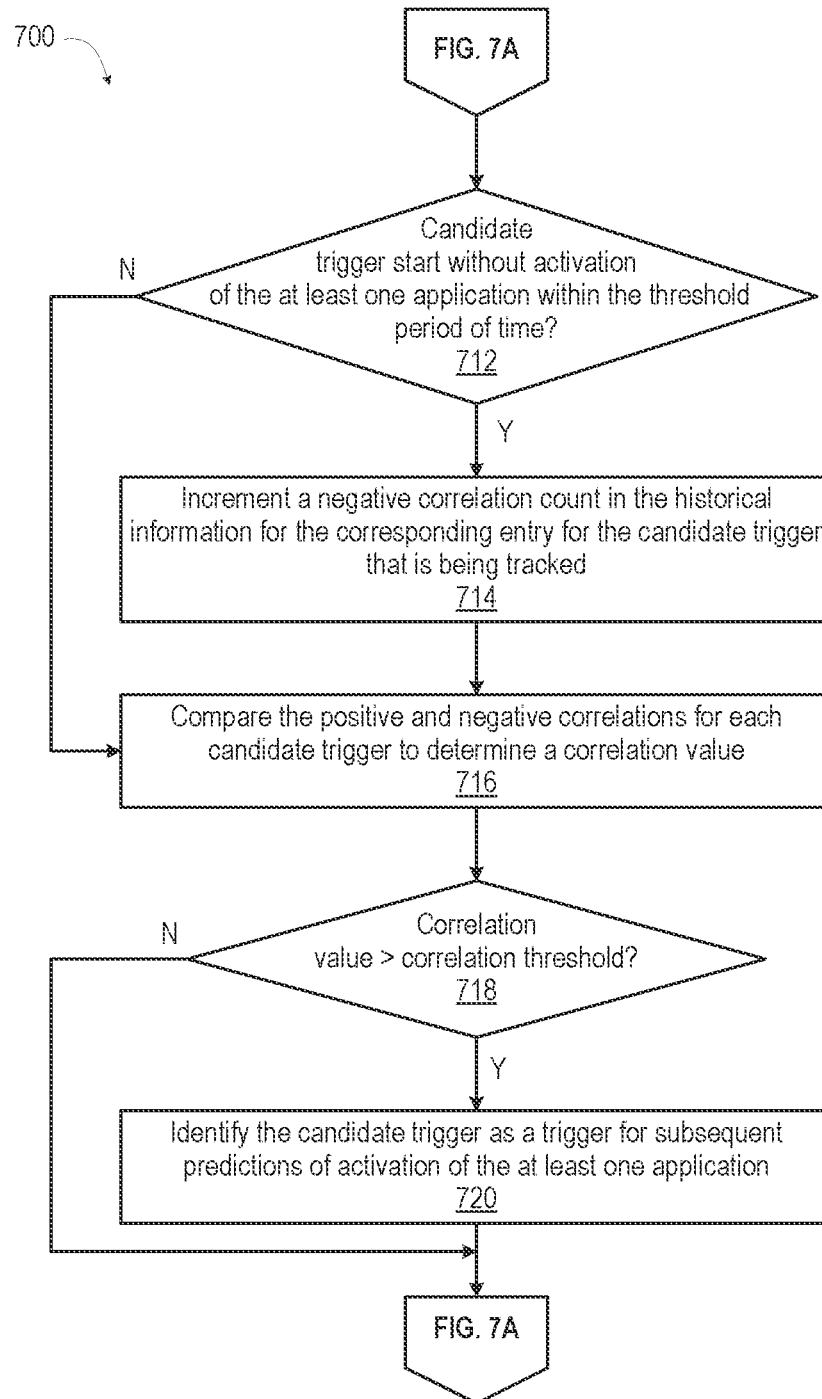 700
FIG. 7A
Candidate
trigger start without activation
of the at least one application within the threshold
period of time?
712
N
Y
Increment a negative correlation count in the historical
information for the corresponding entry for the candidate trigger
that is being tracked
714
Compare the positive and negative correlations for each
candidate trigger to determine a correlation value
716
N
Correlation
value > correlation threshold?
718
Y
Identify the candidate trigger as a trigger for subsequent
predictions of activation of the at least one application
720
FIG. 7A